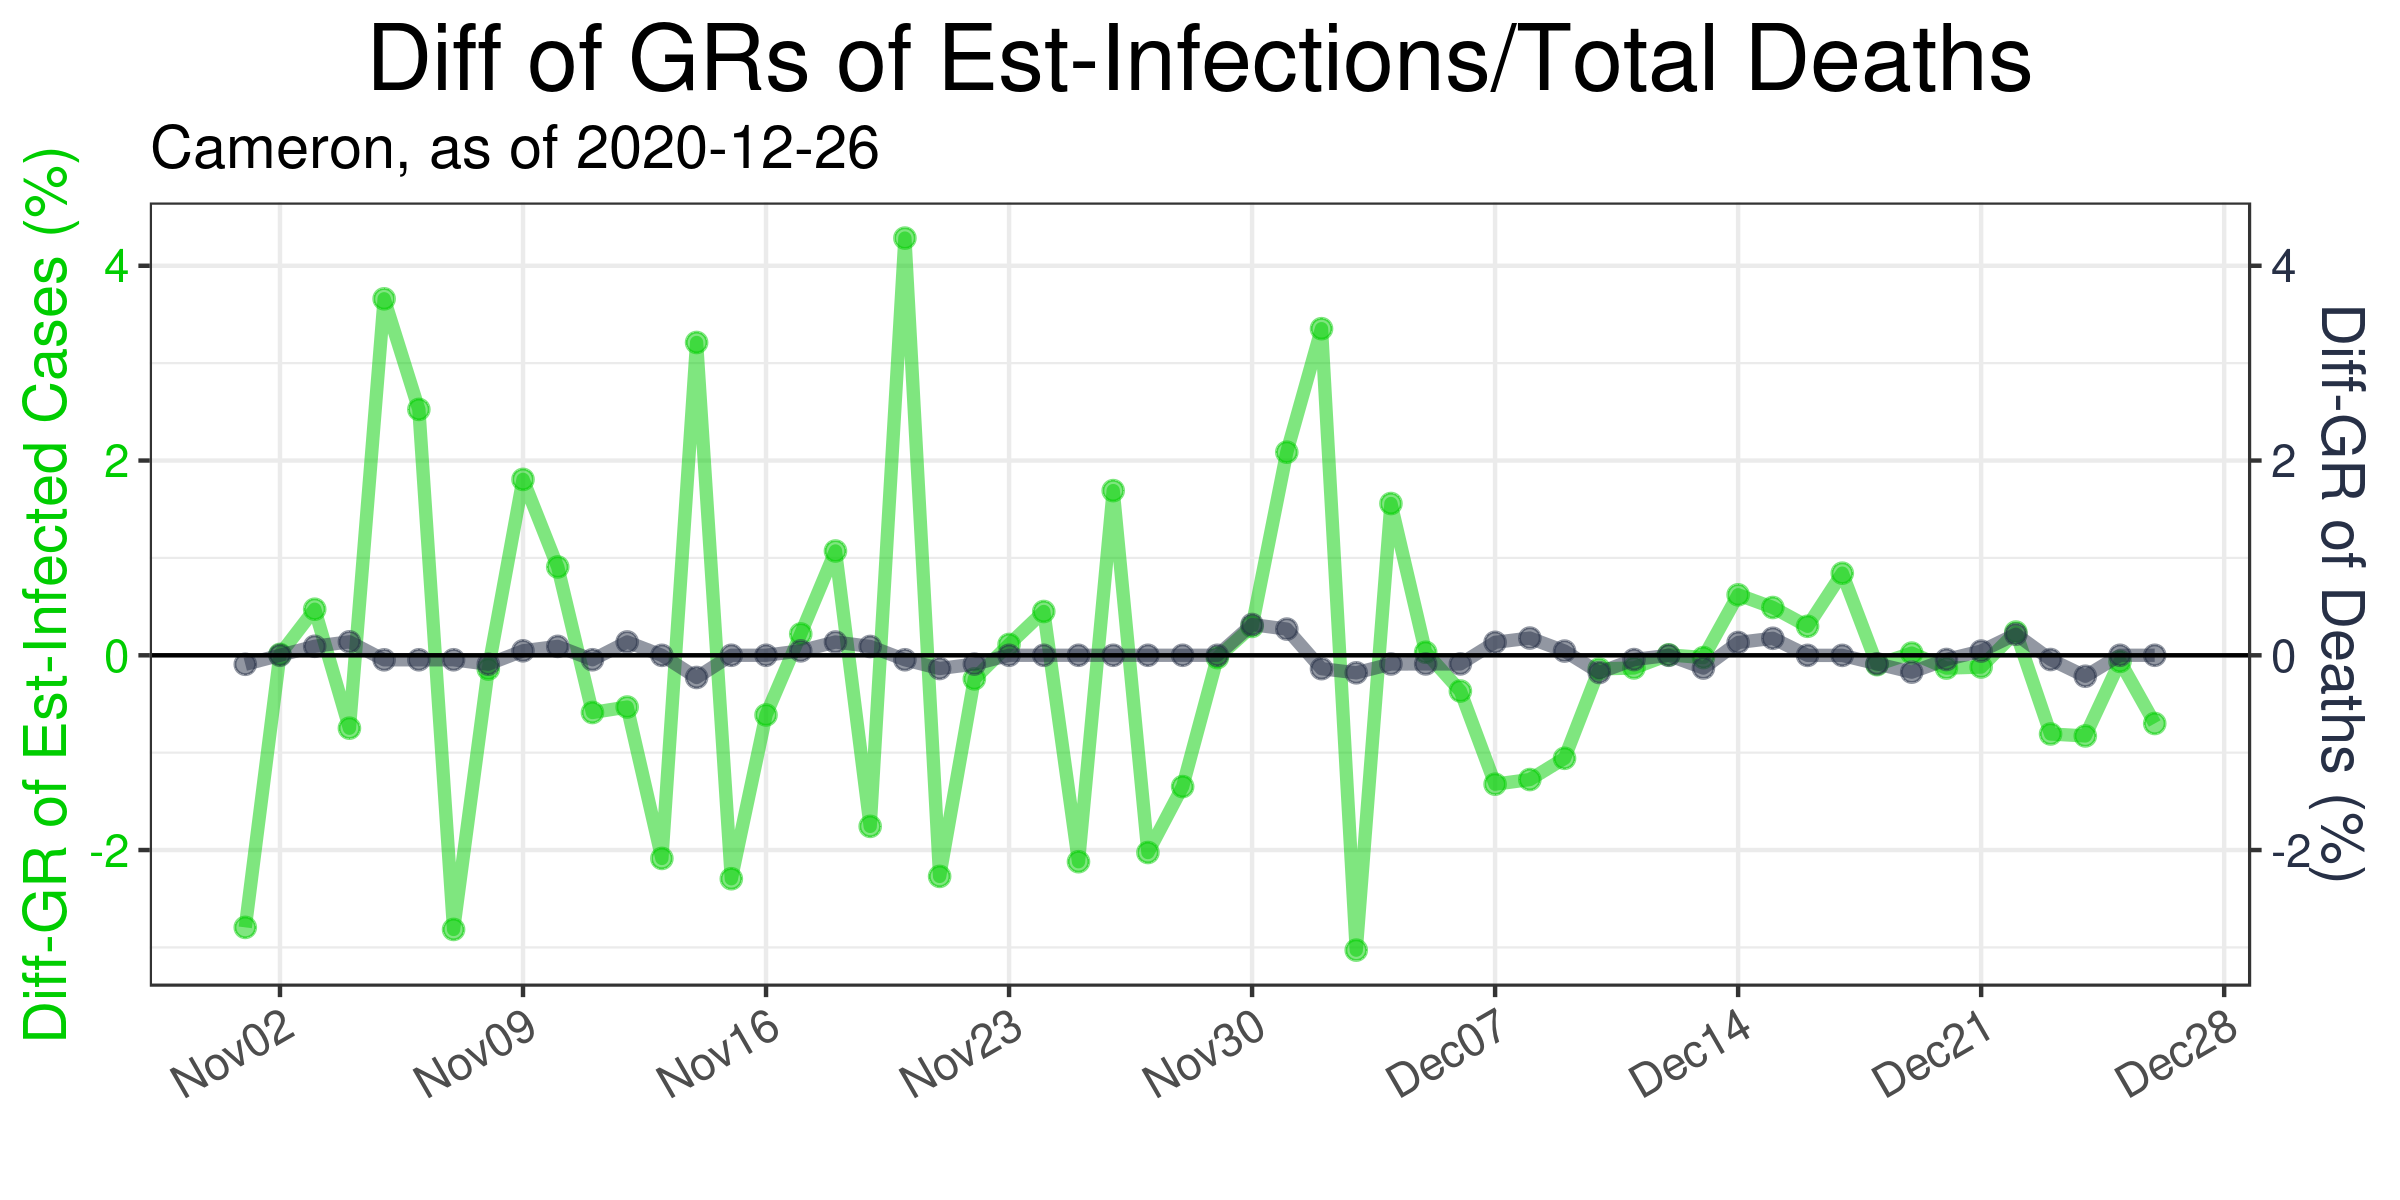 Diff of GRs of Est-Infections/Total Deaths
Cameron, as of 2020-12-26
Diff-GR of Est-Infected Cases (%)
4
2
0
-2
4
2
0
-2
Diff-GR of Deaths (%)
Nov02
Nov09
Nov16
Nov23
Nov30
Dec07
Dec14
Dec21
Dec28